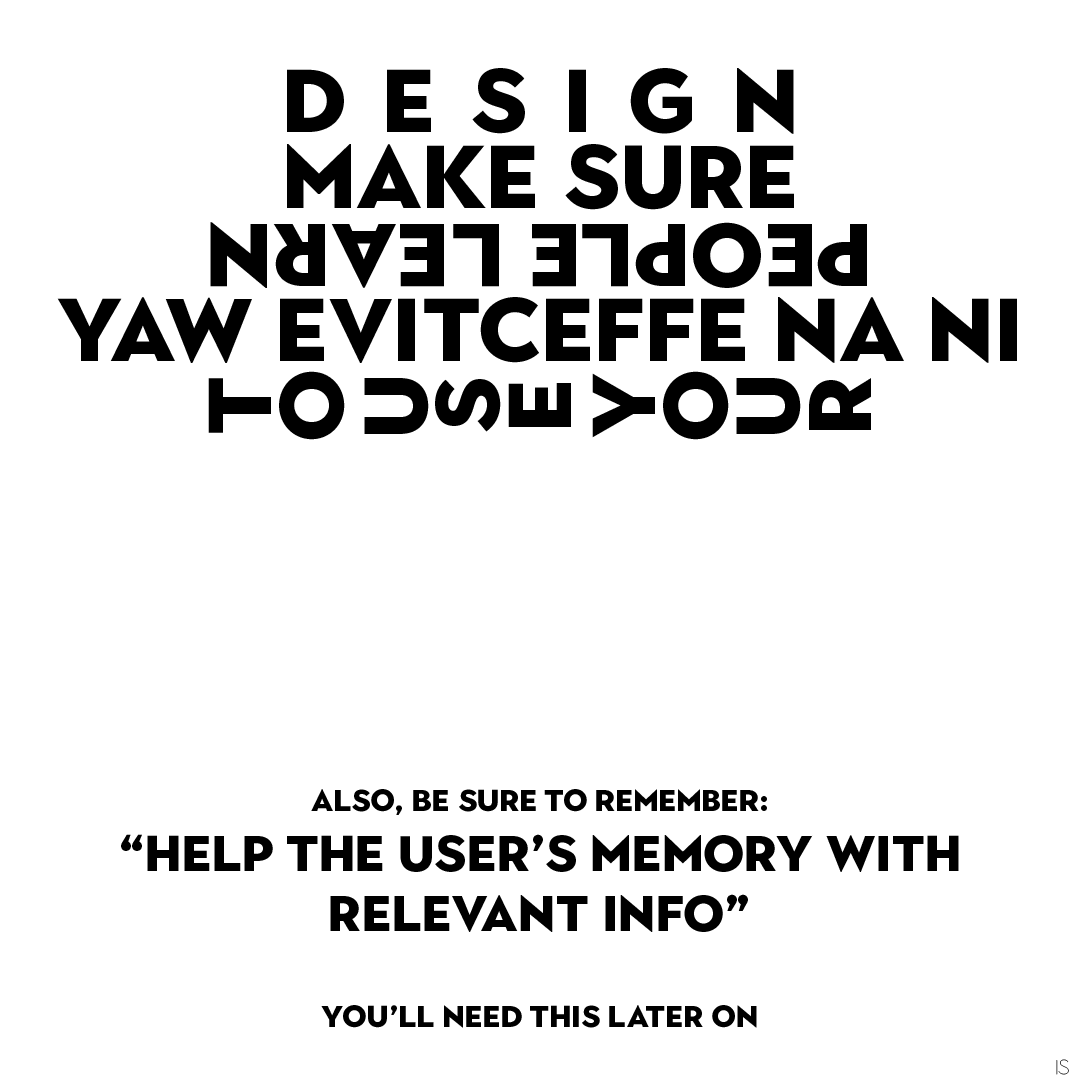 DESIGN
MAKE SURE
PEOPLE LEARN
YAW EVITCEFFE NA NI
TO USE YOUR
ALSO, BE SURE TO REMEMBER:
“HELP THE USER’S MEMORY WITH
RELEVANT INFO”
YOU’LL NEED THIS LATER ON
IS